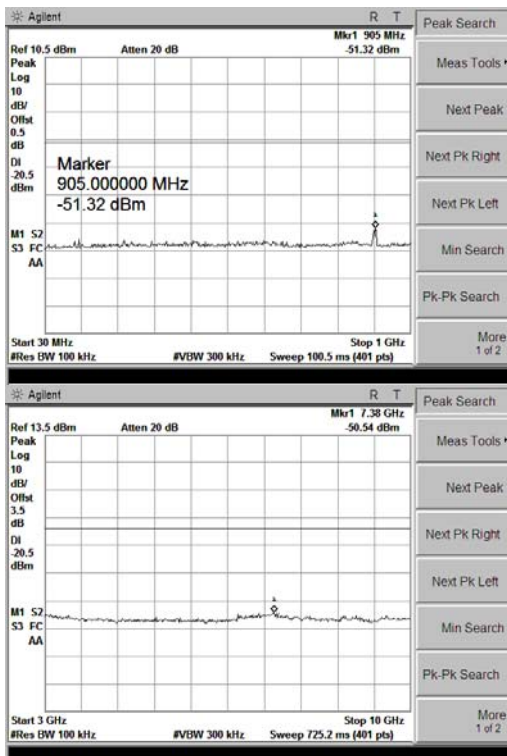 Agilent R T
Peak Search
Mkr1 905 MHz
Ref 10.5 dBm Atten 20 dB -51.32 dBm
Peak
Log
10
dB/
Offst
0.5
dB
DI
-20.5
dBm
Marker
905.000000 MHz
-51.32 dBm
M1 S2
S3 FC
AA
Start 30 MHz Stop 1 GHz
#Res BW 100 kHz #VBW 300 kHz Sweep 100.5 ms (401 pts)
Meas Tools
Next Peak
Next Pk Right
Next Pk Left
Min Search
Pk-Pk Search
More
1 of 2
Agilent R T
Peak Search
Mkr1 7.38 GHz
Ref 13.5 dBm Atten 20 dB -50.54 dBm
Peak
Log
10
dB/
Offst
3.5
dB
DI
-20.5
dBm
M1 S2
S3 FC
AA
Start 3 GHz Stop 10 GHz
#Res BW 100 kHz #VBW 300 kHz Sweep 725.2 ms (401 pts)
Meas Tools
Next Peak
Next Pk Right
Next Pk Left
Min Search
Pk-Pk Search
More
1 of 2